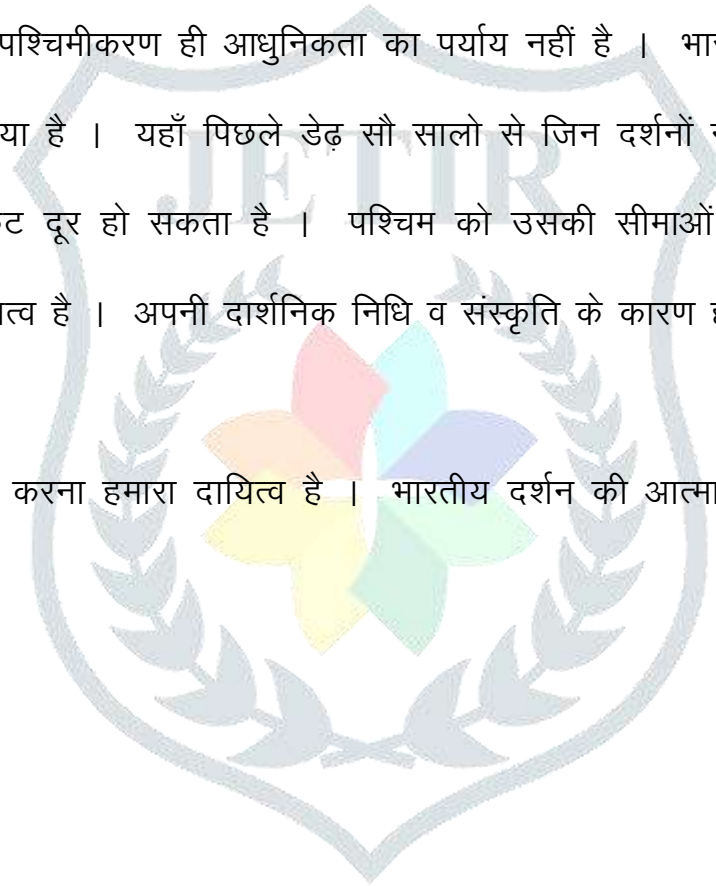 पश्चिमीकरण ही आधुनिकता का पर्याय नहीं है ।
है । यहाँ पिछले डेढ़ सौ सालो से जिन दर्शनों
दूर हो सकता है । पश्चिम को उसकी सीमाओं
है । अपनी दार्शनिक निधि व संस्कृति के कारण
JETIR
करना हमारा दायित्व है । भारतीय दर्शन की आत्मा